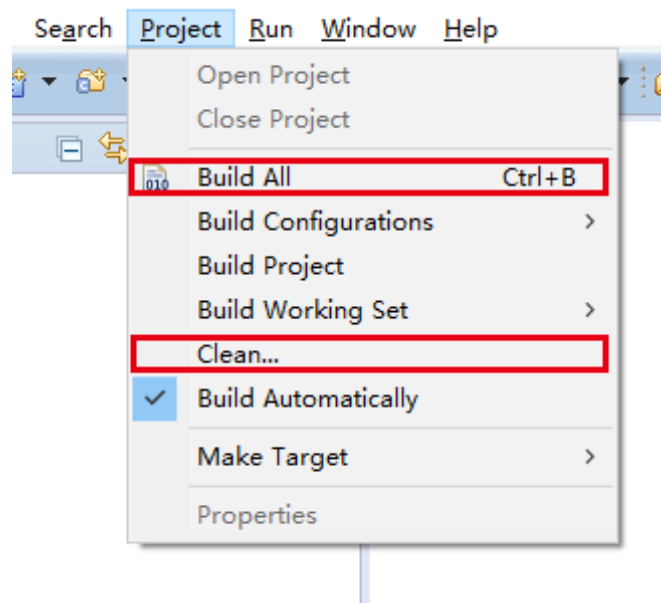 Search Project Run Window Help
Open Project
Close Project
010 Build All Ctrl+B
Build Configurations
Build Project
Build Working Set
Clean...
Build Automatically
Make Target
Properties